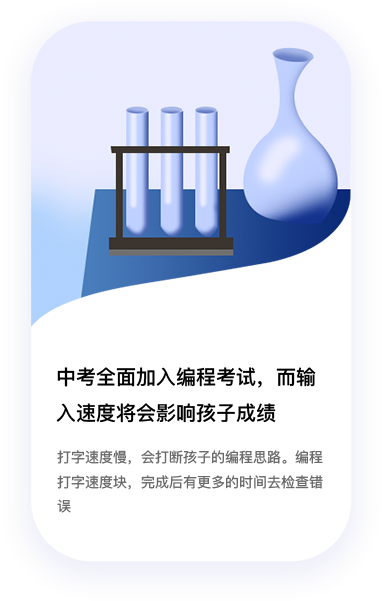 中考全面加入编程考试，而输
入速度将会影响孩子成绩
打字速度慢，会打断孩子的编程思路。编程
打字速度块，完成后有更多的时间去检查错
误